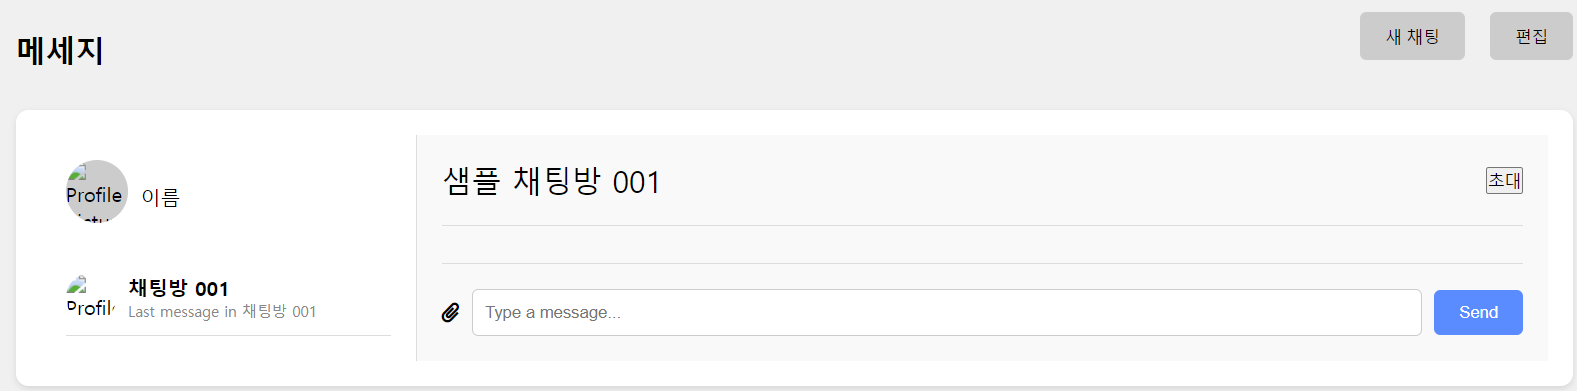 메세지
새 채팅
편집
Profile
이름
채팅방 001
Last message in 채팅방 001
샘플 채팅방 001
초대
Type a message...
Send